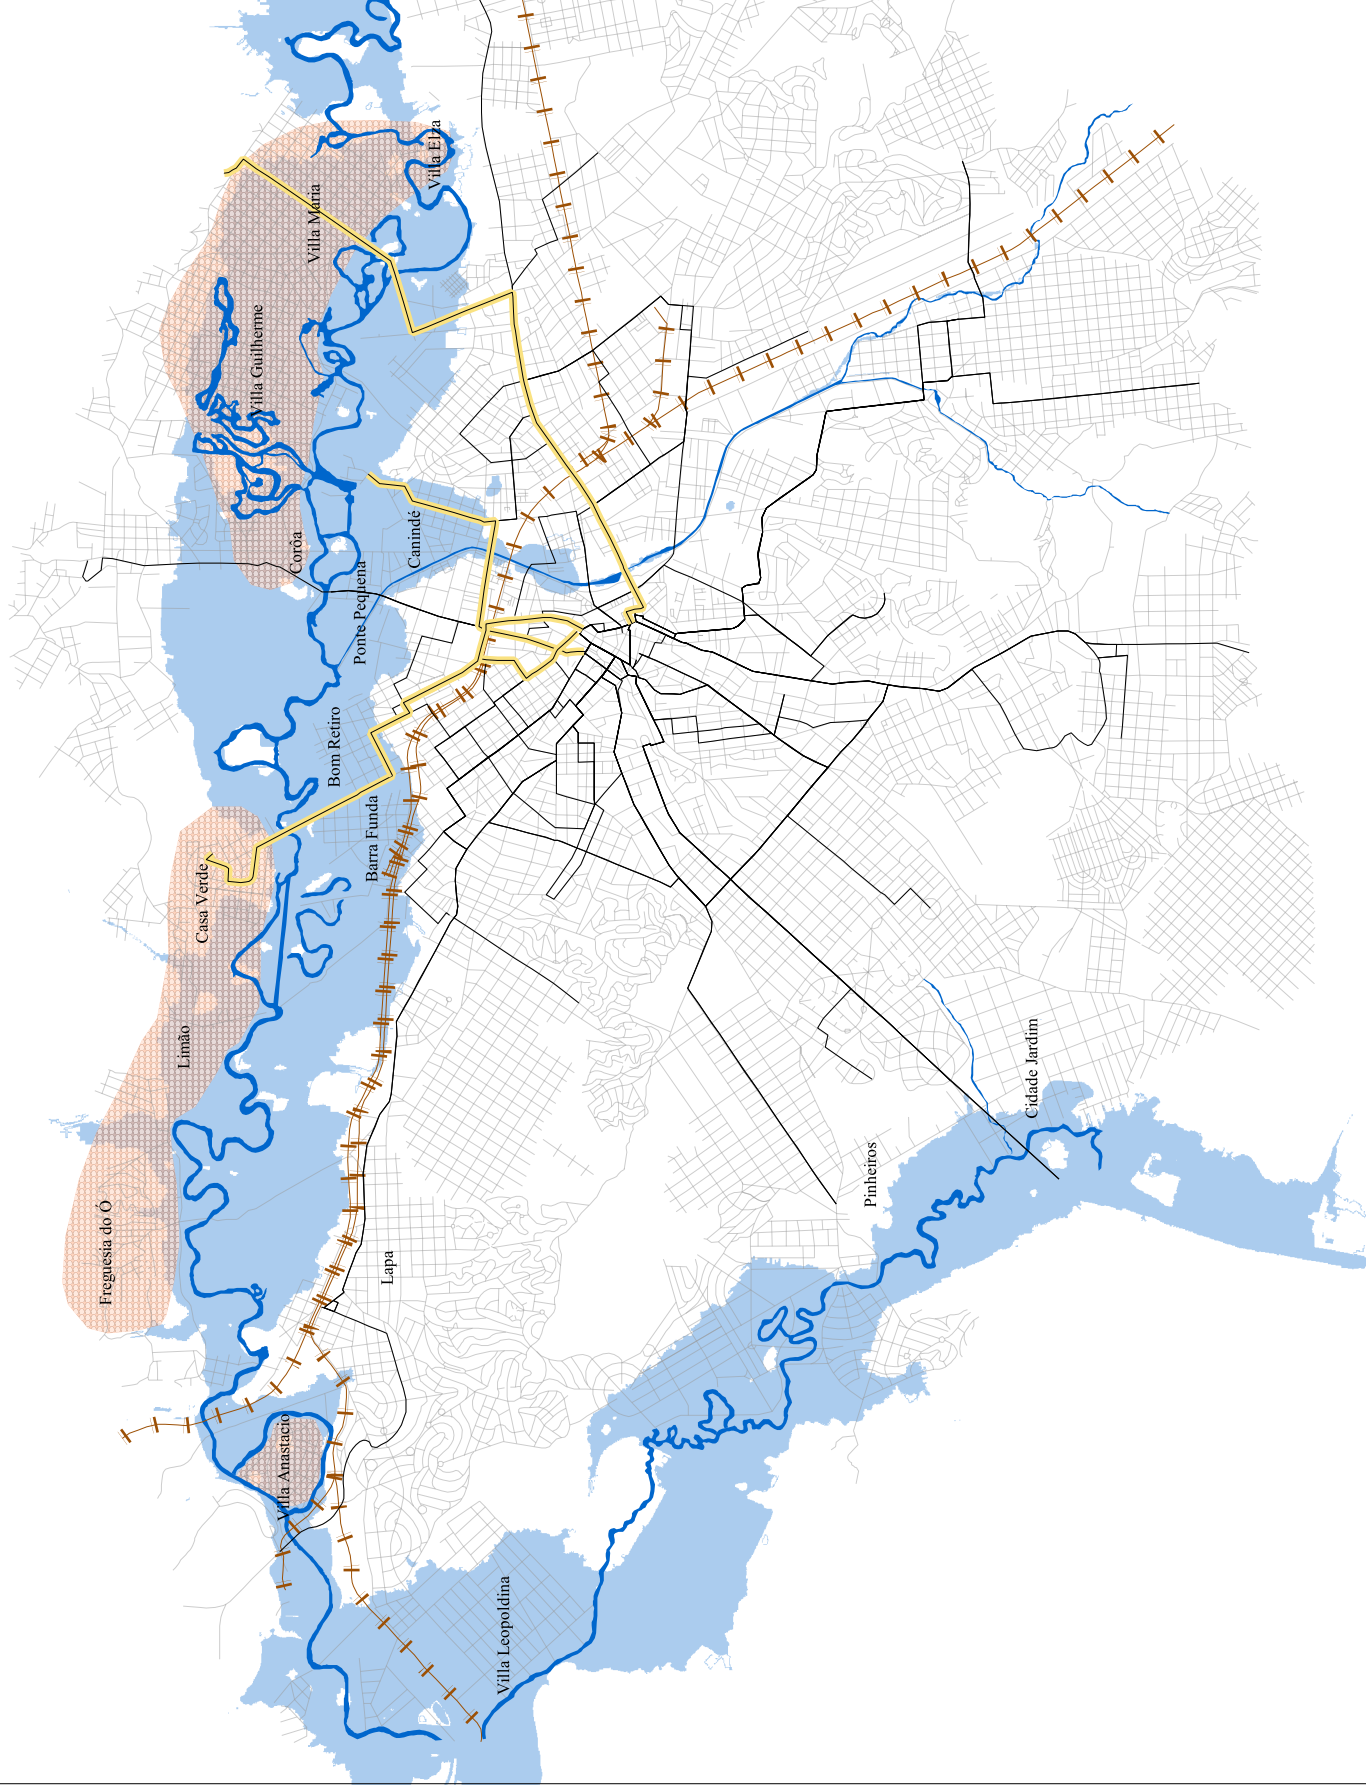 Villa Elza
Villa Maria
Villa Guilherme
Corôa
Canindé
Ponte Pequena
Bom Retiro
Barra Funda
Casa Verde
Limão
Freguesia do Ó
Lapa
Villa Anastacio
Villa Leopoldina
Pinheiros
Cidade Jardim